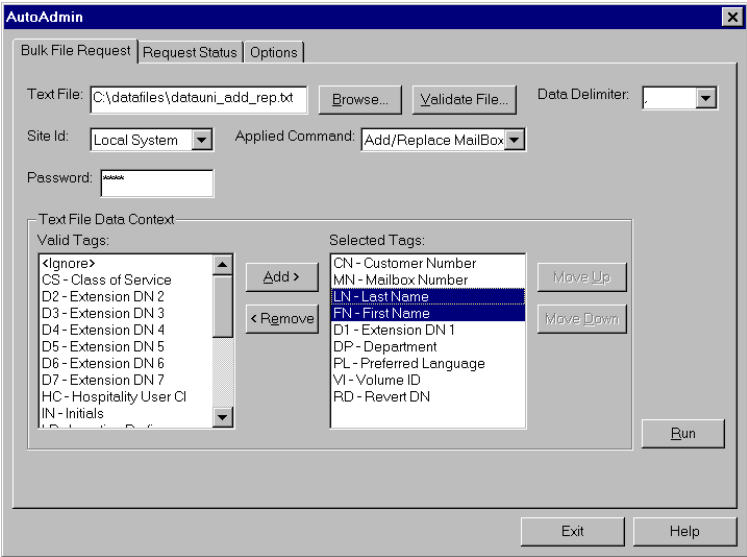 AutoAdmin
Bulk File Request Request Status Options
Text File: C:\datafiles\datauni_add_rep.txt Browse... Validate File... Data Delimiter: ,
Site Id: Local System Applied Command: Add/Replace MailBox
Password: ****
Text File Data Context
Valid Tags: Selected Tags:
<Ignore>
CS - Class of Service
D2 - Extension DN 2
D3 - Extension DN 3
D4 - Extension DN 4
D5 - Extension DN 5
D6 - Extension DN 6
D7 - Extension DN 7
HC - Hospitality User Cl
IN - Initials
Add >
< Remove
CN - Customer Number
MN - Mailbox Number
LN - Last Name
FN - First Name
D1 - Extension DN 1
DP - Department
PL - Preferred Language
VI - Volume ID
RD - Revert DN
Move Up
Move Down
Run
Exit Help